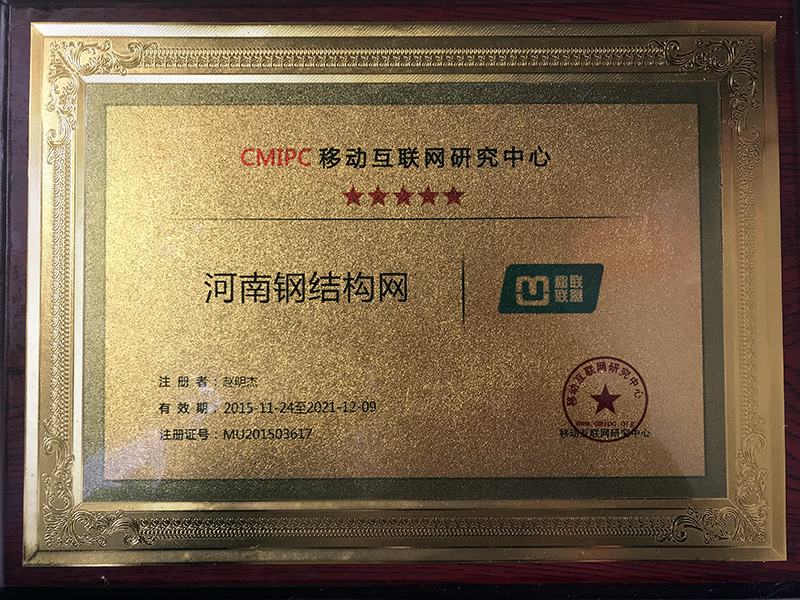 CMIPC 移动互联网研究中心
河南钢结构网
联
联盟
注 册 者：赵明杰
有 效 期：2015-11-24至2021-12-09
注册证号：MU201503617
移动互联网研究中心
www.cmipc.org
移动互联网研究中心